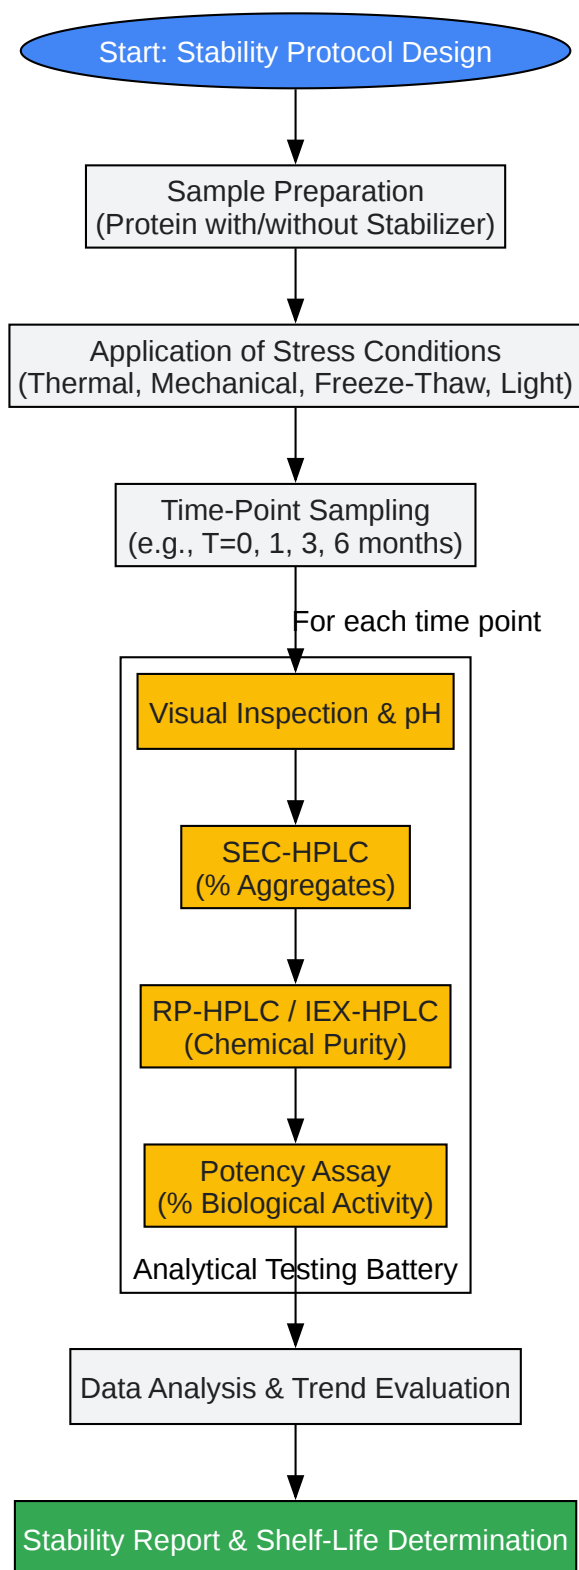 Start: Stability Protocol Design
Sample Preparation
(Protein with/without Stabilizer)
Application of Stress Conditions
(Thermal, Mechanical, Freeze-Thaw, Light)
Time-Point Sampling
(e.g., T=0, 1, 3, 6 months)
For each time point
Visual Inspection & pH
SEC-HPLC
(% Aggregates)
RP-HPLC / IEX-HPLC
(Chemical Purity)
Potency Assay
(% Biological Activity)
Analytical Testing Battery
Data Analysis & Trend Evaluation
Stability Report & Shelf-Life Determination